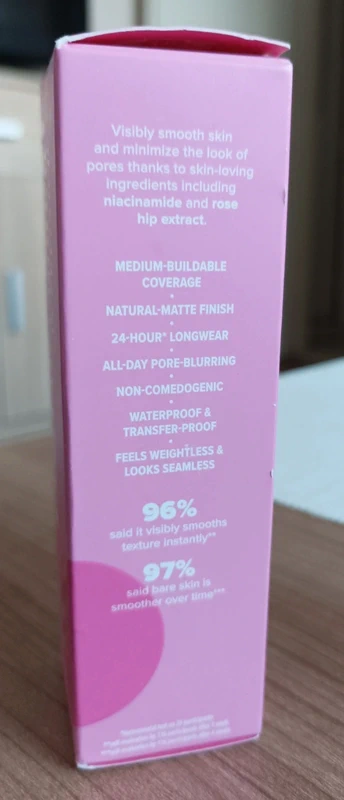 Visibly smooth skin
and minimize the look of
pores thanks to skin-loving
ingredients including
niacinamide and rose
hip extract.
MEDIUM-BUILDABLE
COVERAGE
•
NATURAL-MATTE FINISH
•
24-HOUR* LONGWEAR
•
ALL-DAY PORE-BLURRING
•
NON-COMEDOGENIC
•
WATERPROOF &
TRANSFER-PROOF
•
FEELS WEIGHTLESS &
LOOKS SEAMLESS
96%
said it visibly smooths
texture instantly**
97%
said bare skin is
smoother over time***